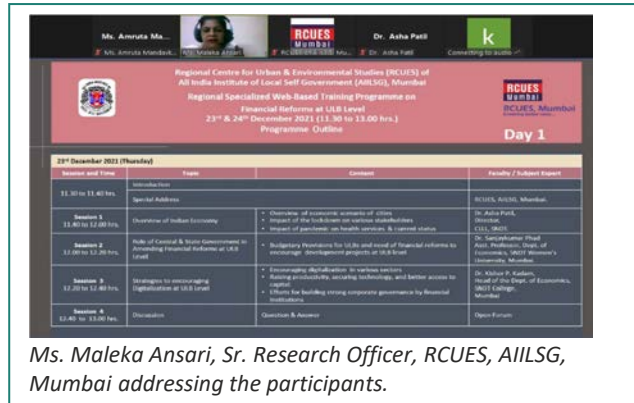 Ms. Amruta Ma...
Dr. Asha Patil
RCUES
Mumbai
k
Ms. Amruta Mandavk...
Ms. Maleka Ansari
Dr. Asha Patil
Connecting to audio
Regional Centre for Urban & Environmental Studies (RCUES) of
All India Institute of Local Self Government (AIILSG), Mumbai
Regional Specialized Web-Based Training Programme on
Financial Reforms at ULB Level
23rd & 24th December 2021 (11.30 to 13.00 hrs.)
Programme Outline
RCUES
Mumbai
RCUES, Mumbai
Day 1
23rd December 2021 (Thursday)
Session and Time Topic Content Faculty / Subject Expert
11.30 to 11.40 hrs.
Introduction
Special Address RCUES, AIILSG, Mumbai.
Session 1
11.40 to 12.00 hrs.
Overview of Indian Economy
• Overview of economic scenario of cities
• Impact of the lockdown on various stakeholders
• Impact of pandemic on health services & current status
Dr. Asha Patil,
Director,
Session 2
12.00 to 12.20 hrs.
Role of Central & State Government in
Amending Financial Reforms at ULB
Level
• Budgetary Provisions for ULBs and need of financial reforms to
encourage development projects at ULB level
Dr. Sanjaykumar Phad
Asst. Professor, Dept. of
Economics, SNDT Women's
University, Mumbai.
Session 3
12.20 to 12.40 hrs.
Strategies to encouraging
Digitalization at ULB Level
• Encouraging digitalization in various sectors
• Raising productivity, securing technology, and better access to
capital
• Efforts for building strong corporate governance by financial
institutions
Dr. Kishor P. Kadam,
Head of the Dept. of Economics,
SNDT College,
Mumbai
Session 4
12.40 to 13.00 hrs.
Discussion
Question & Answer
Open Forum
Ms. Maleka Ansari, Sr. Research Officer, RCUES, AIILSG,
Mumbai addressing the participants.